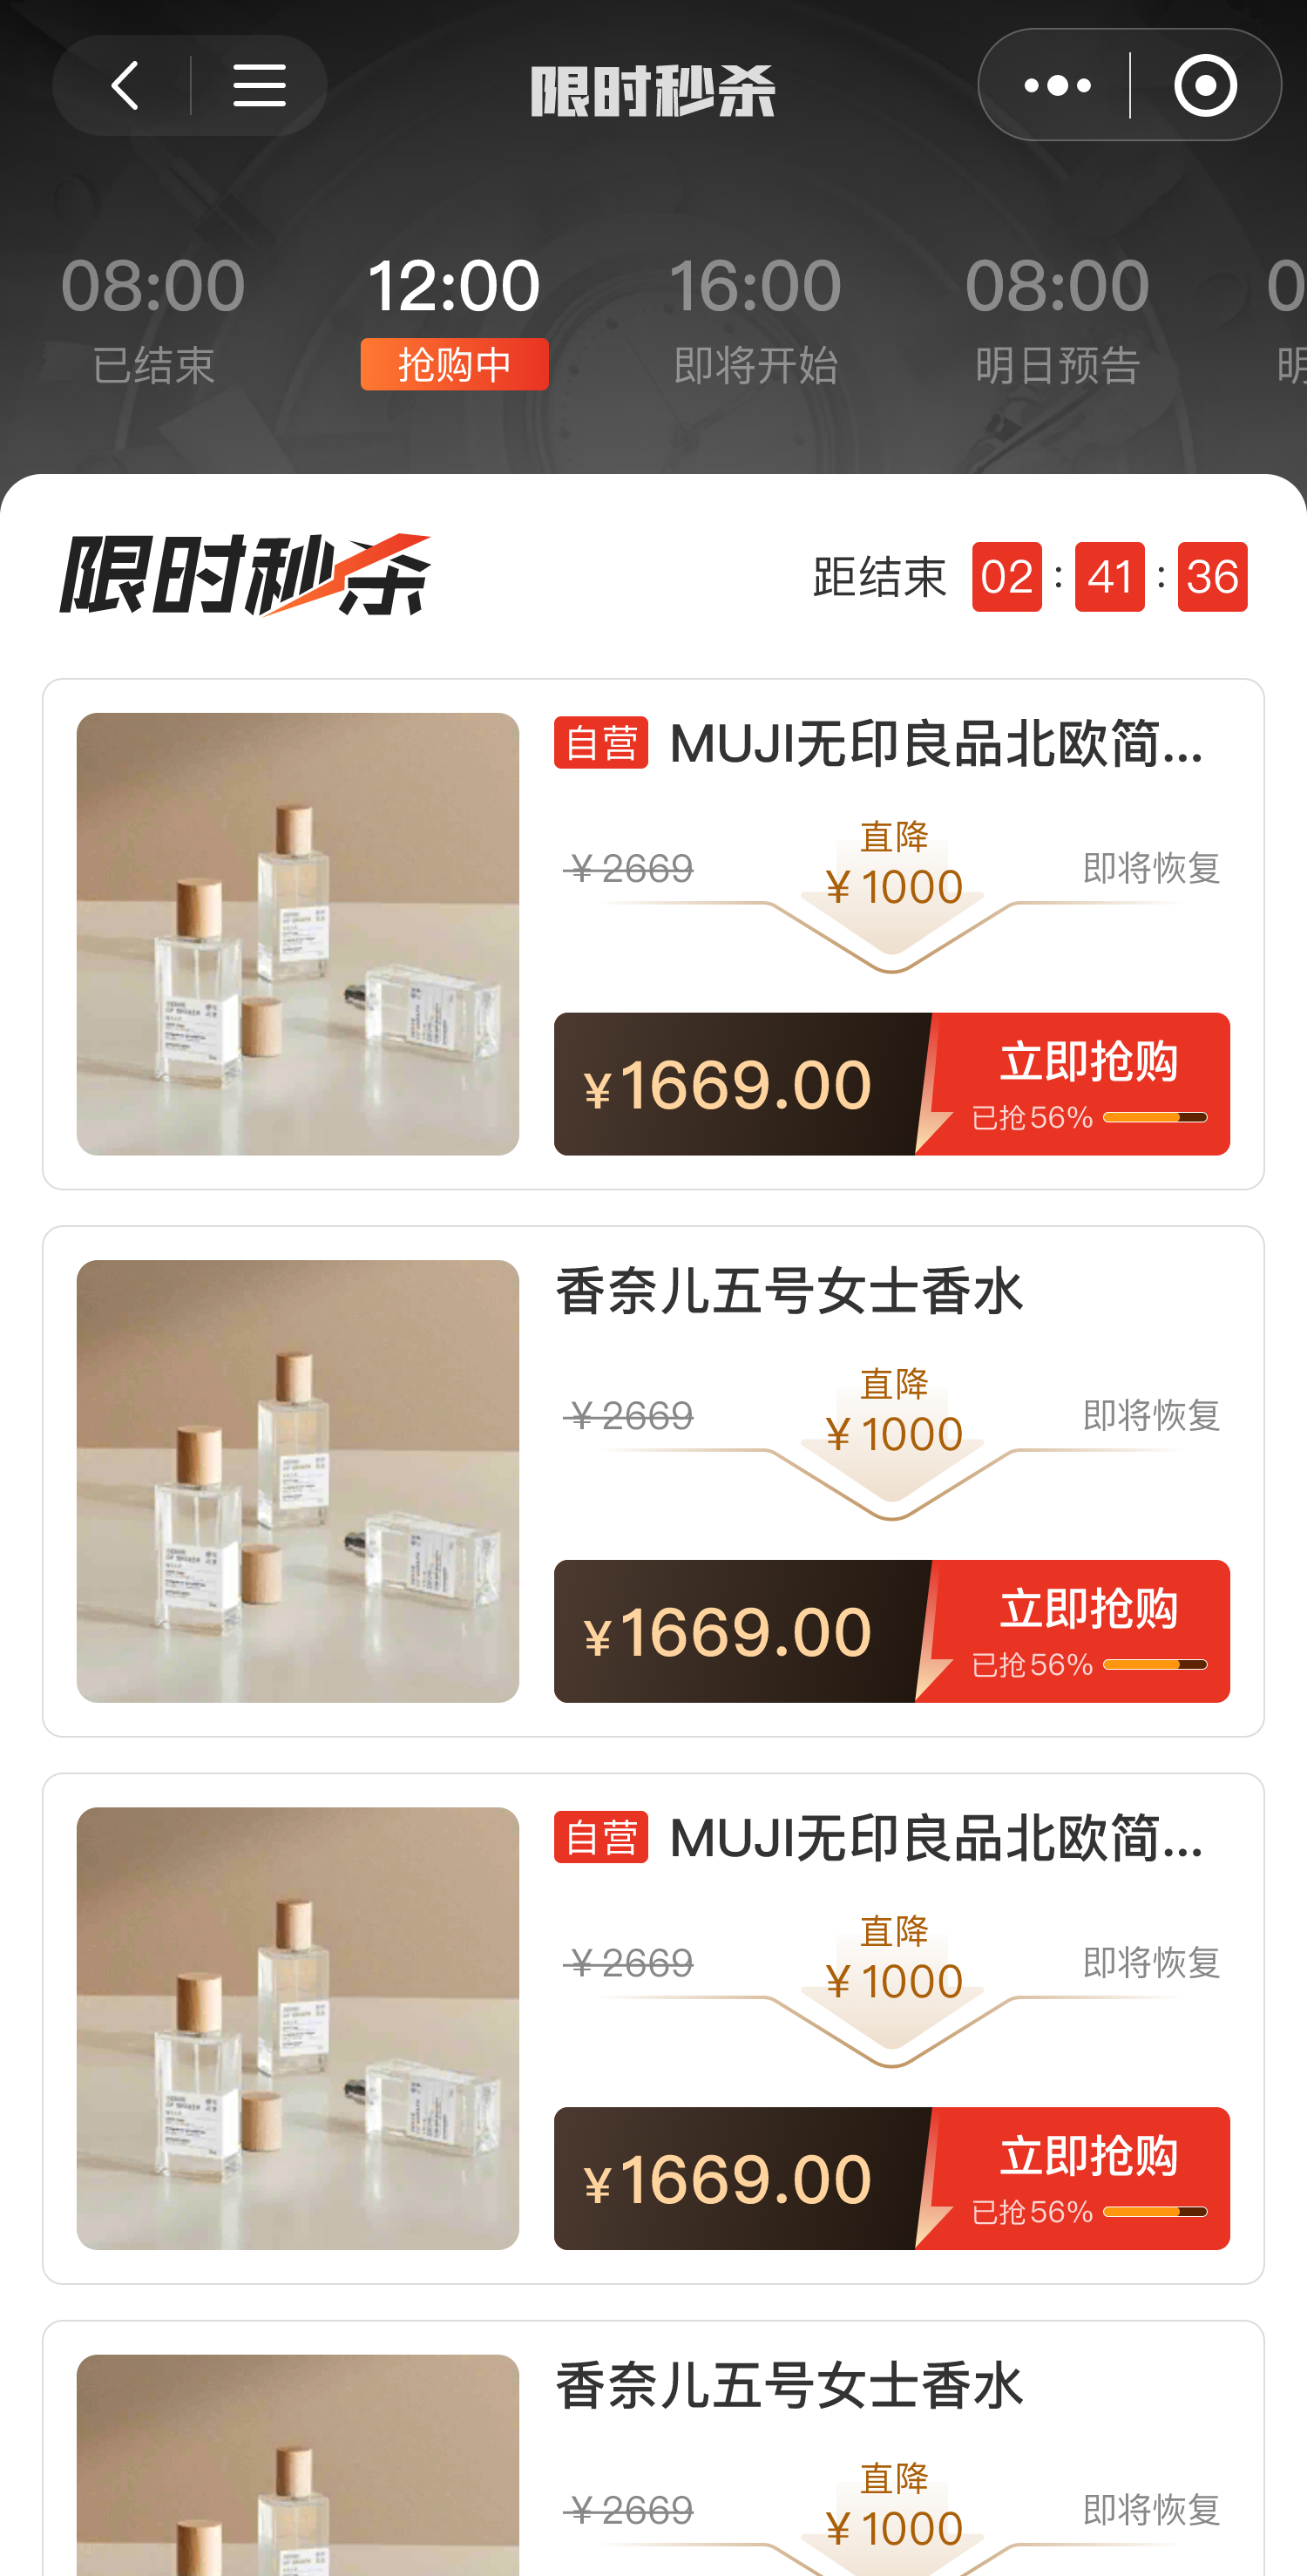 限时秒杀
08:00 12:00 16:00 08:00 0
已结束 抢购中 即将开始 明日预告 明
限时秒杀 距结束 02 : 41 : 36
自营 MUJI无印良品北欧简...
直降
¥2669 ¥1000 即将恢复
¥1669.00 立即抢购
已抢56%
香奈儿五号女士香水
直降
¥2669 ¥1000 即将恢复
¥1669.00 立即抢购
已抢56%
自营 MUJI无印良品北欧简...
直降
¥2669 ¥1000 即将恢复
¥1669.00 立即抢购
已抢56%
香奈儿五号女士香水
直降
¥2669 ¥1000 即将恢复